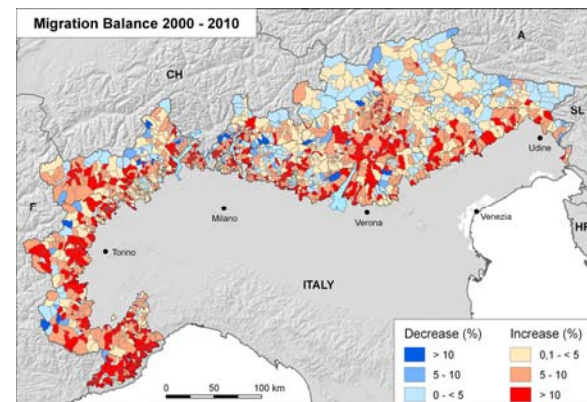 Migration Balance 2000 - 2010
A
CH
SL
Udine
F
Milano
Verona
Venezia
HR
Torino
ITALY
Decrease (%)
> 10
5 - 10
0 - < 5
Increase (%)
0,1 - < 5
5 - 10
> 10
0 50 100 km